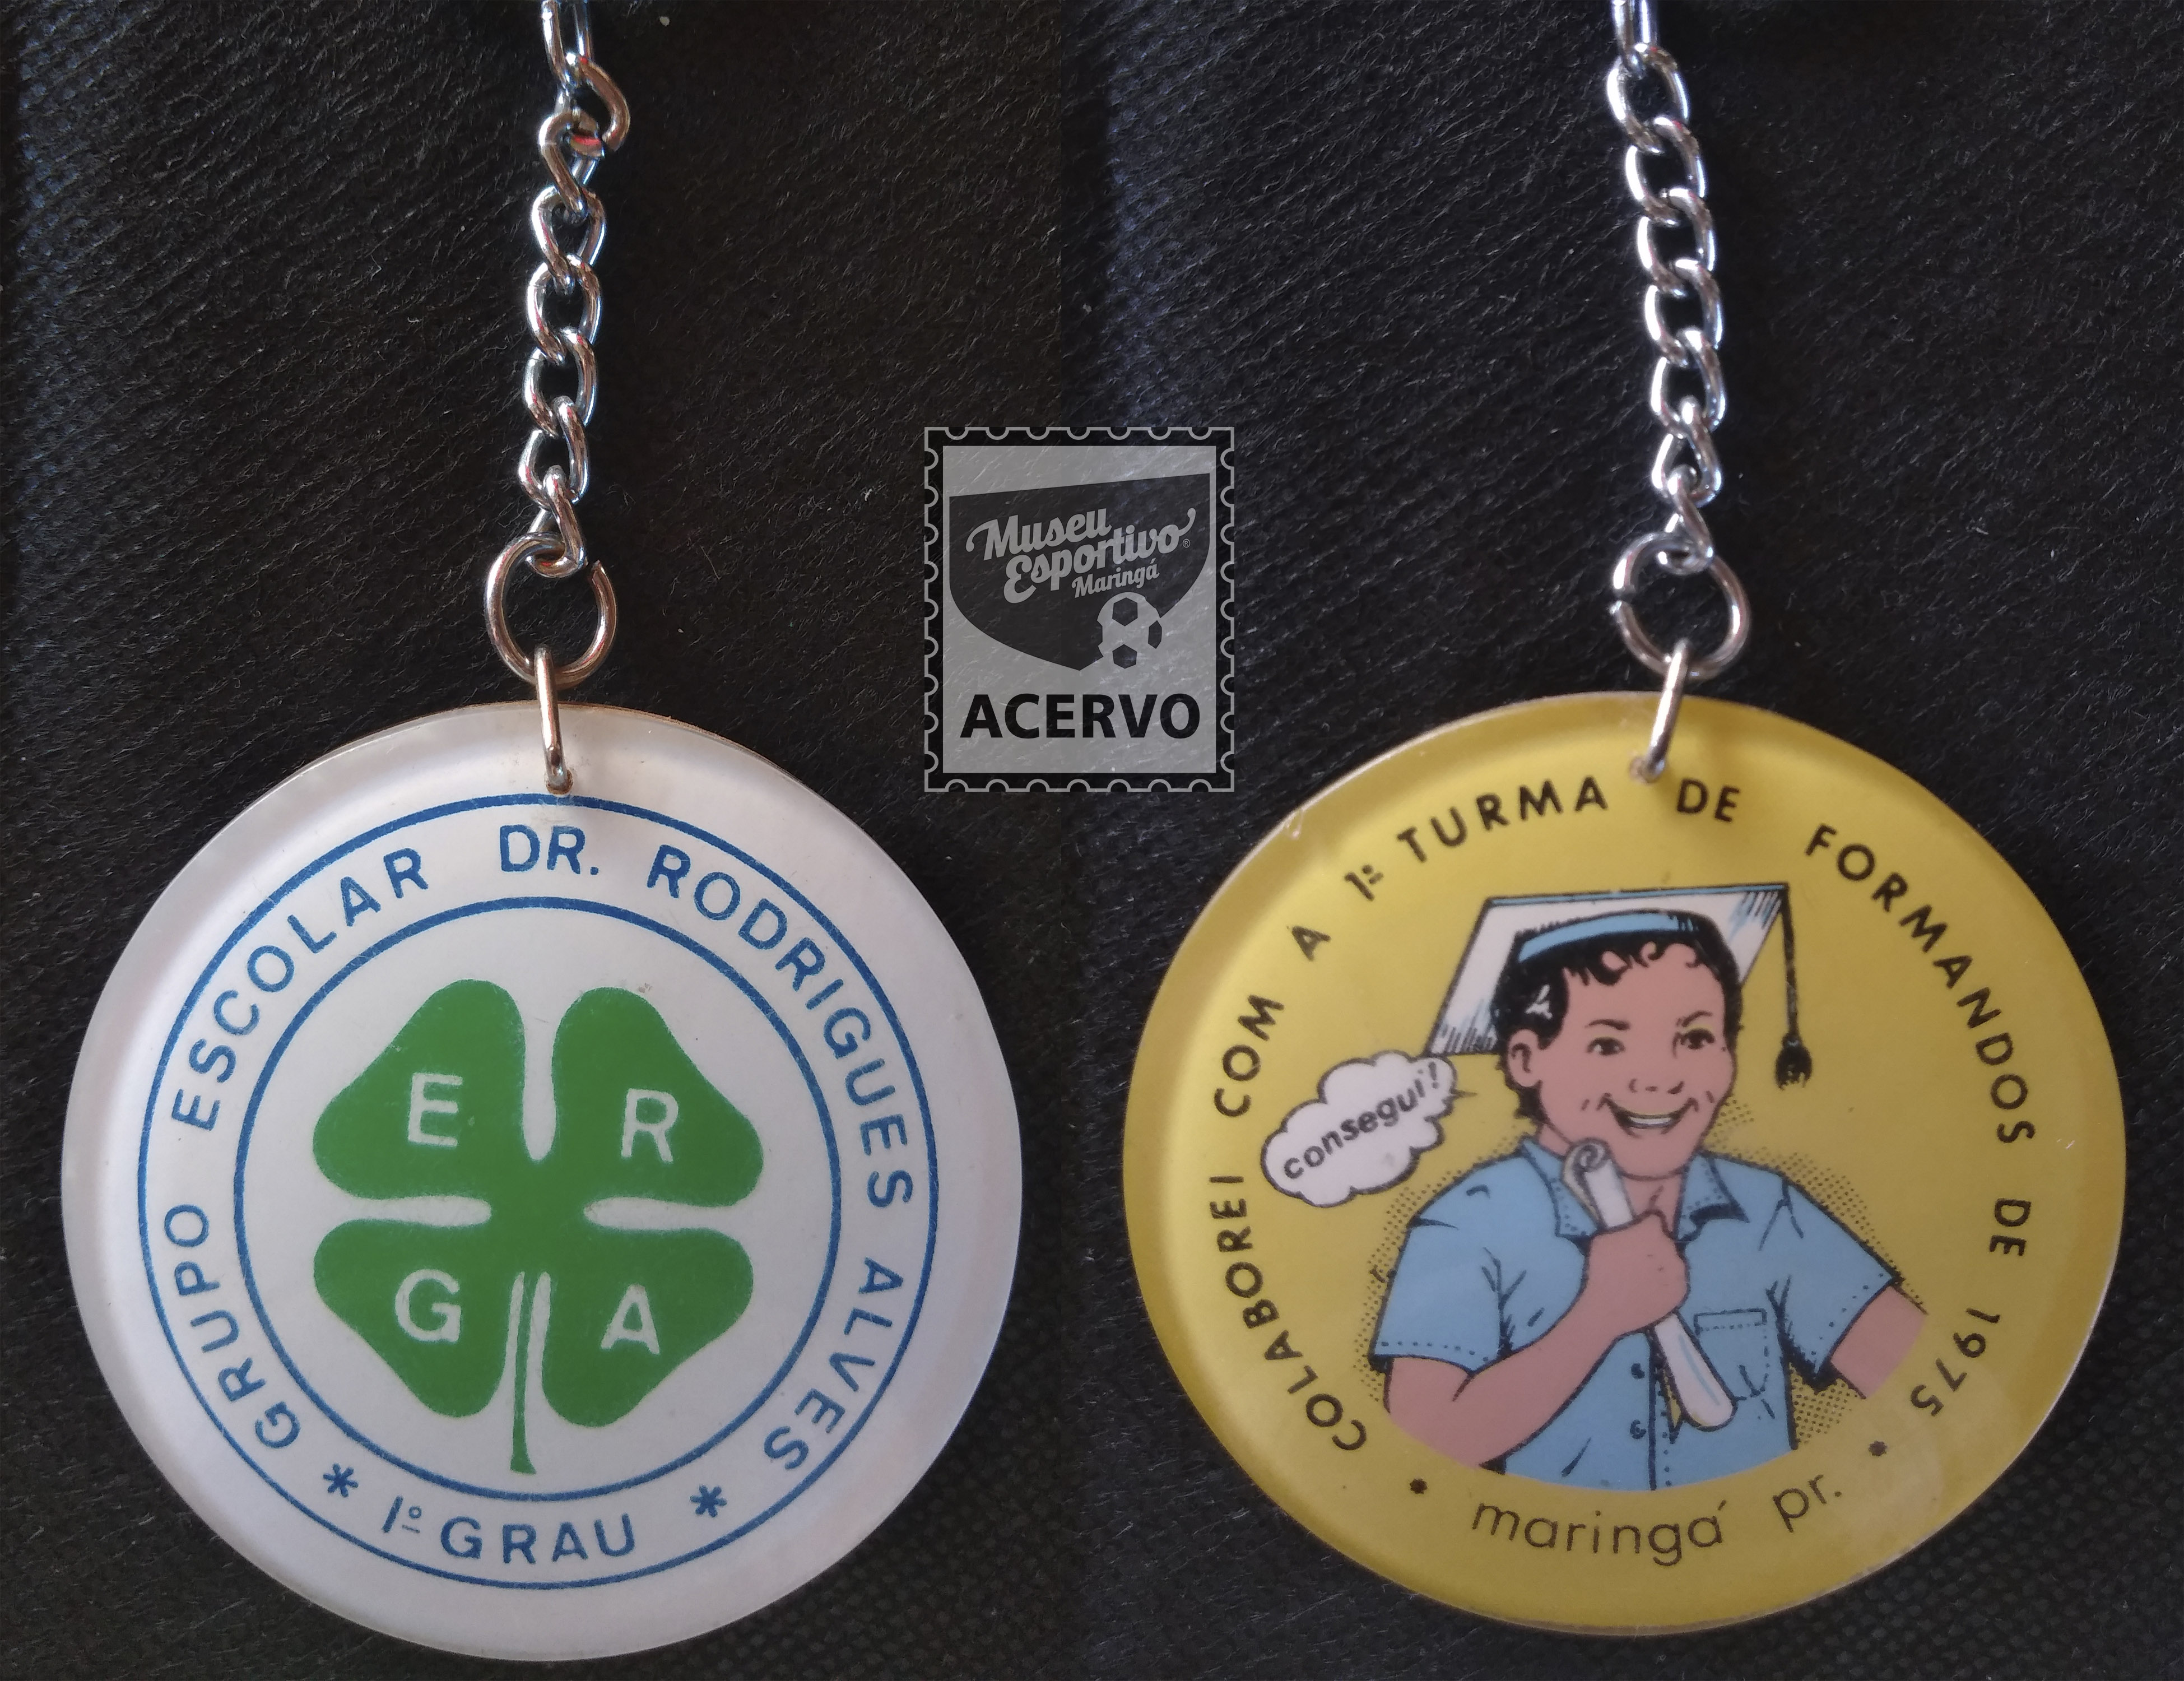 GRUPO ESCOLAR DR. RODRIGUES ALVES
* 1º GRAU *
E R
G A
Museu
Esportivo®
Maringá
ACERVO
COLABOREI COM A 1ª TURMA DE FORMANDOS DE 1975
consegui!
• maringá pr. •